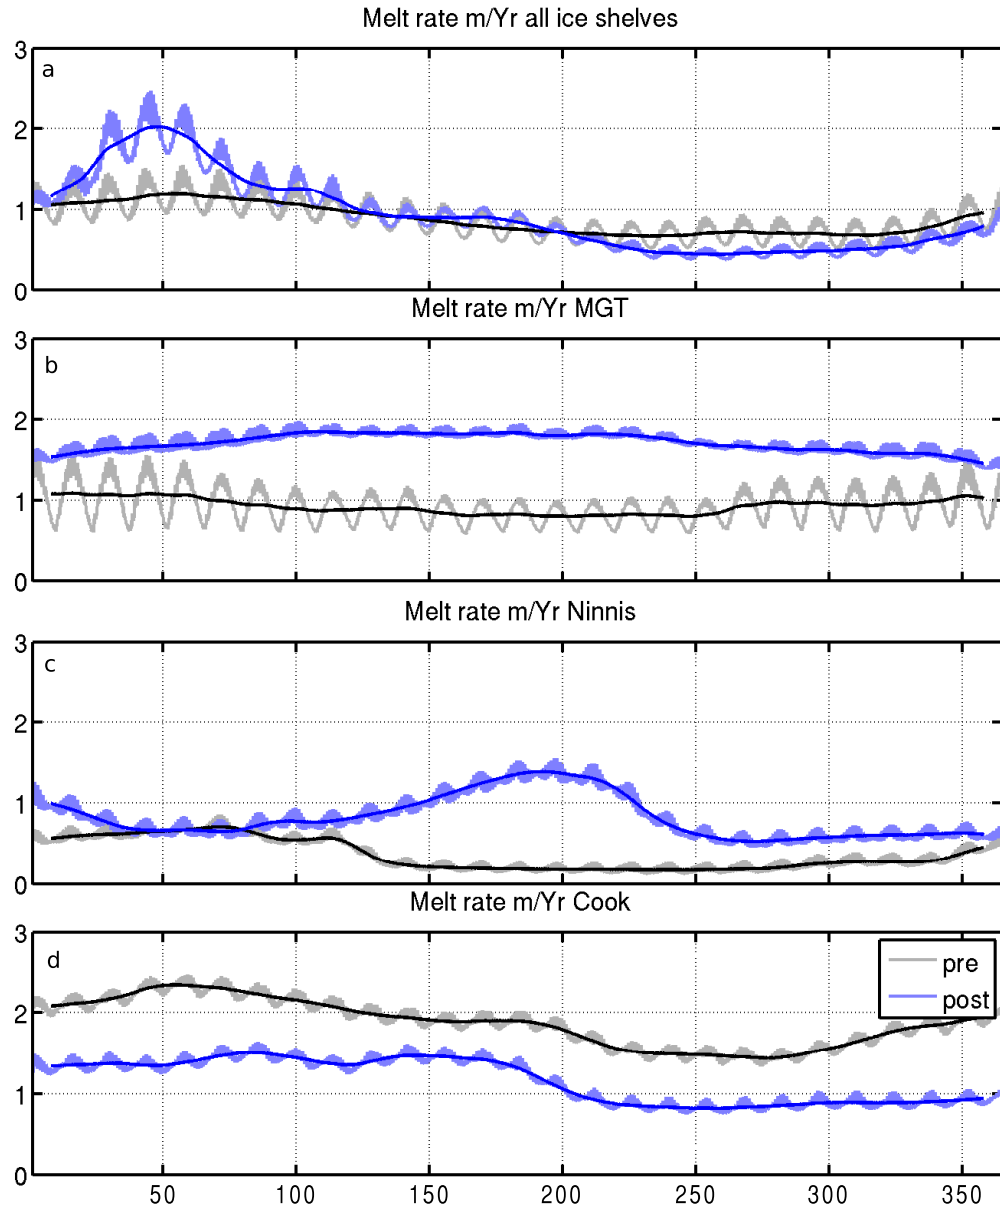 Melt rate m/Yr all ice shelves
3
a
2
1
0
Melt rate m/Yr MGT
3
b
2
1
0
Melt rate m/Yr Ninnis
3
c
2
1
0
Melt rate m/Yr Cook
3
d
pre
2
post
1
0
50 100 150 200 250 300 350